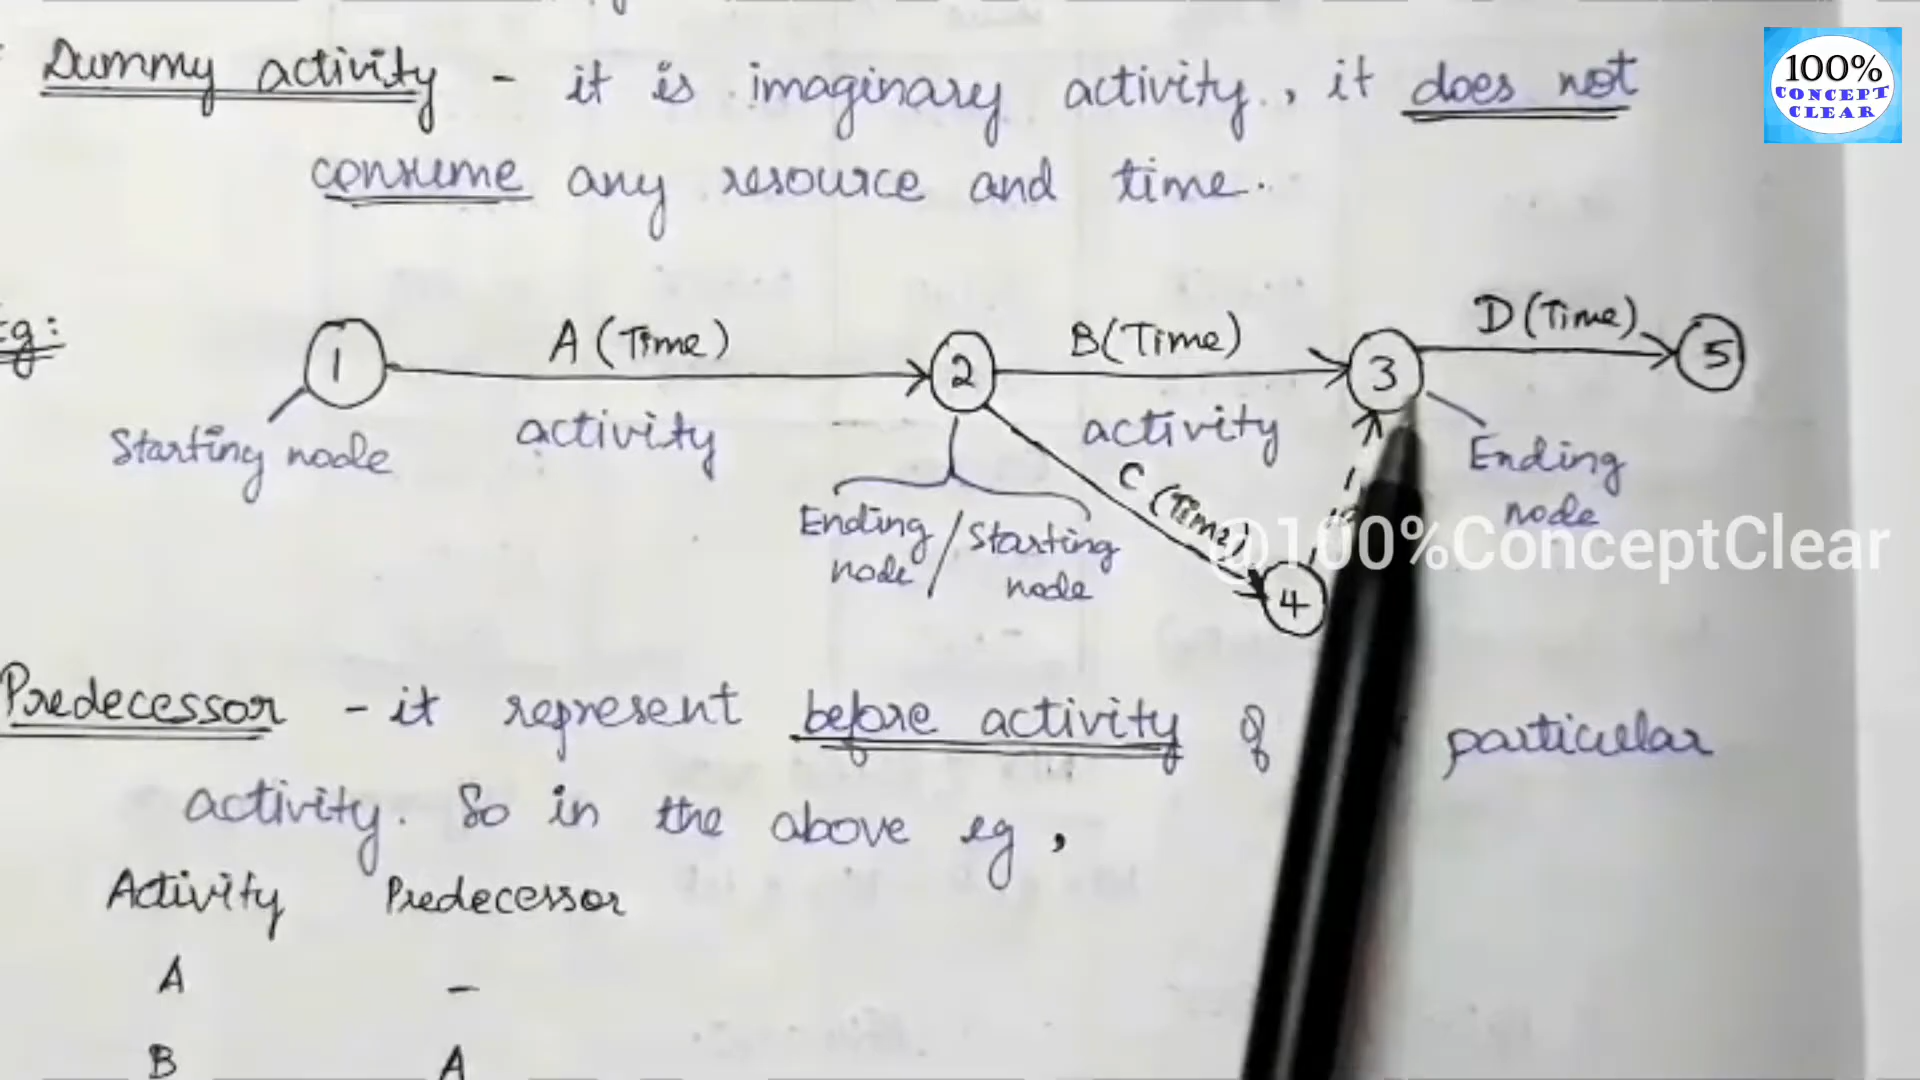 Dummy activity - it is imaginary activity, it does not
consume any resource and time.
Eg:
1
A (Time)
2
B(Time)
3
D (Time)
5
Starting node
activity
activity
C (Time)
Ending node
Ending node / Starting node
4
Predecessor - it represent before activity of particular
activity. So in the above eg,
Activity Predecessor
A -
B A
100%
CONCEPT
CLEAR
@100%ConceptClear